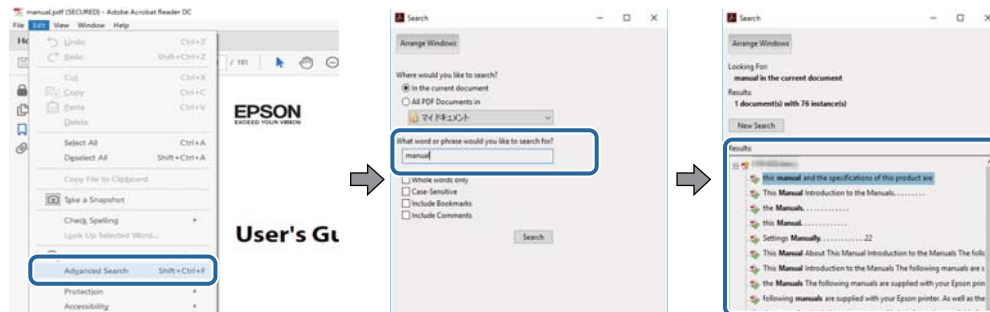 manual.pdf (SECURED) - Adobe Acrobat Reader DC
File Edit View Window Help
Undo Ctrl+Z
Redo Shift+Ctrl+Z
Cut Ctrl+X
Copy Ctrl+C
Paste Ctrl+V
Delete
Select All Ctrl+A
Deselect All Shift+Ctrl+A
Copy File to Clipboard
Take a Snapshot
Check Spelling
Look Up Selected Word...
Advanced Search Shift+Ctrl+F
Protection
Accessibility
/ 191
EPSON
EXCEED YOUR VISION
User's Gu
Search
Arrange Windows
Where would you like to search?
In the current document
All PDF Documents in
マイ ドキュメント
What word or phrase would you like to search for?
manual
Whole words only
Case-Sensitive
Include Bookmarks
Include Comments
Search
Search
Arrange Windows
Looking For:
manual in the current document
Results:
1 document(s) with 76 instance(s)
New Search
Results:
this manual and the specifications of this product are
This Manual Introduction to the Manuals. . . . . . . . .
the Manuals. . . . . . . . . . . . .
this Manual. . . . . . . . . . . . .
Settings Manually. . . . . . . . . . . .22
This Manual About This Manual Introduction to the Manuals The follo
This Manual Introduction to the Manuals The following manuals are s
the Manuals The following manuals are supplied with your Epson prin
following manuals are supplied with your Epson printer. As well as the